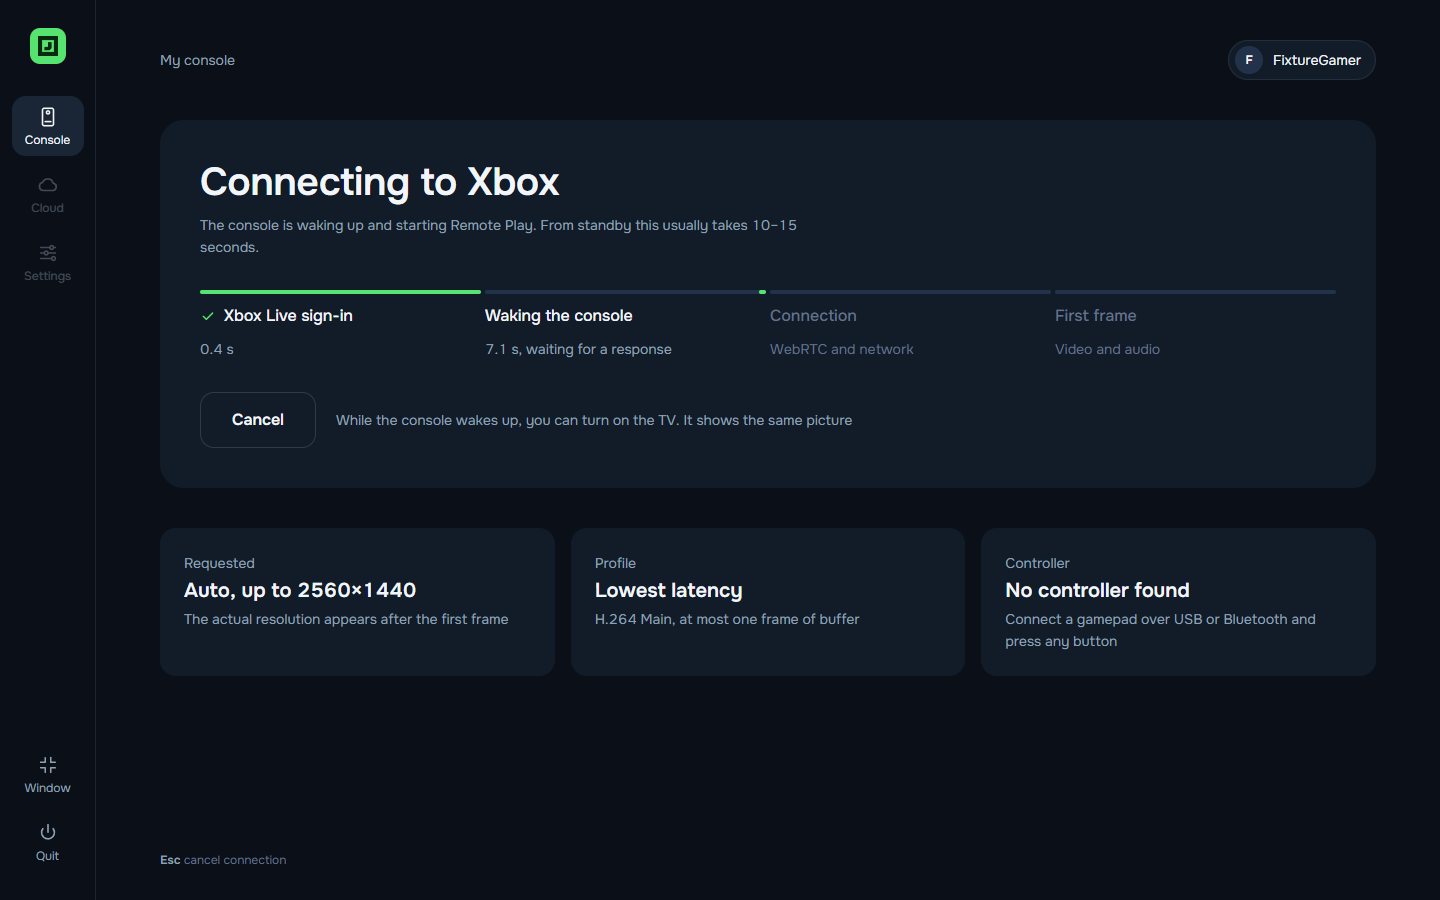 My console
F FixtureGamer
Console
Cloud
Settings
Connecting to Xbox
The console is waking up and starting Remote Play. From standby this usually takes 10–15
seconds.
Xbox Live sign-in
Waking the console
Connection
First frame
0.4 s
7.1 s, waiting for a response
WebRTC and network
Video and audio
Cancel
While the console wakes up, you can turn on the TV. It shows the same picture
Requested
Auto, up to 2560×1440
The actual resolution appears after the first frame
Profile
Lowest latency
H.264 Main, at most one frame of buffer
Controller
No controller found
Connect a gamepad over USB or Bluetooth and
press any button
Window
Quit
Esc cancel connection